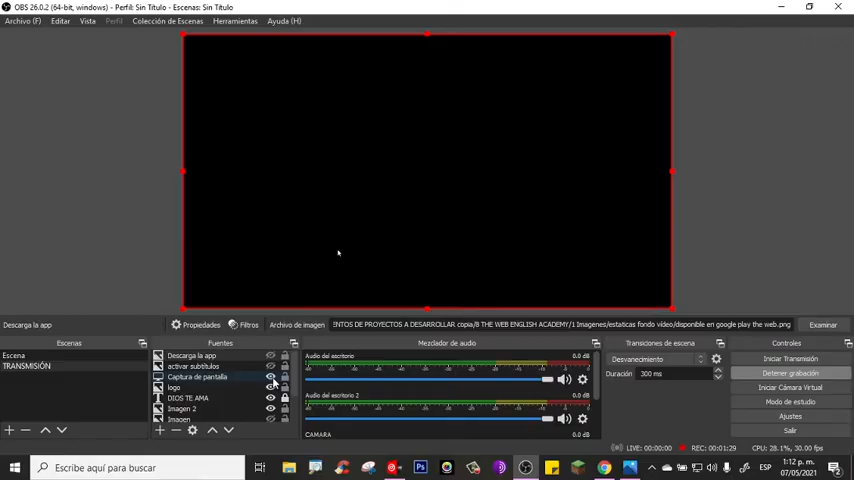 OBS 26.0.2 (64-bit, windows) - Perfil: Sin Título - Escenas: Sin Título
Archivo (F) Editar Vista Perfil Colección de Escenas Herramientas Ayuda (H)
Descarga la app Propiedades Filtros Archivo de imagen :NTOS DE PROYECTOS A DESARROLLAR copia/8 THE WEB ENGLISH ACADEMY/1 Imagenes/estaticas fondo vídeo/disponible en google play the web.png Examinar
Escenas
Escena
TRANSMISIÓN
Fuentes
Descarga la app
activar subtítulos
Captura de pantalla
logo
DIOS TE AMA
Imagen 2
Imagen
Mezclador de audio
Audio del escritorio 0.0 dB
Audio del escritorio 2 0.0 dB
CAMARA 0.0 dB
Transiciones de escena
Desvanecimiento
Duración 300 ms
Controles
Iniciar Transmisión
Detener grabación
Iniciar Cámara Virtual
Modo de estudio
Ajustes
Salir
LIVE: 00:00:00 REC: 00:01:29 CPU: 28.1%, 30.00 fps
Escribe aquí para buscar
ESP
1:12 p. m.
07/05/2021
2